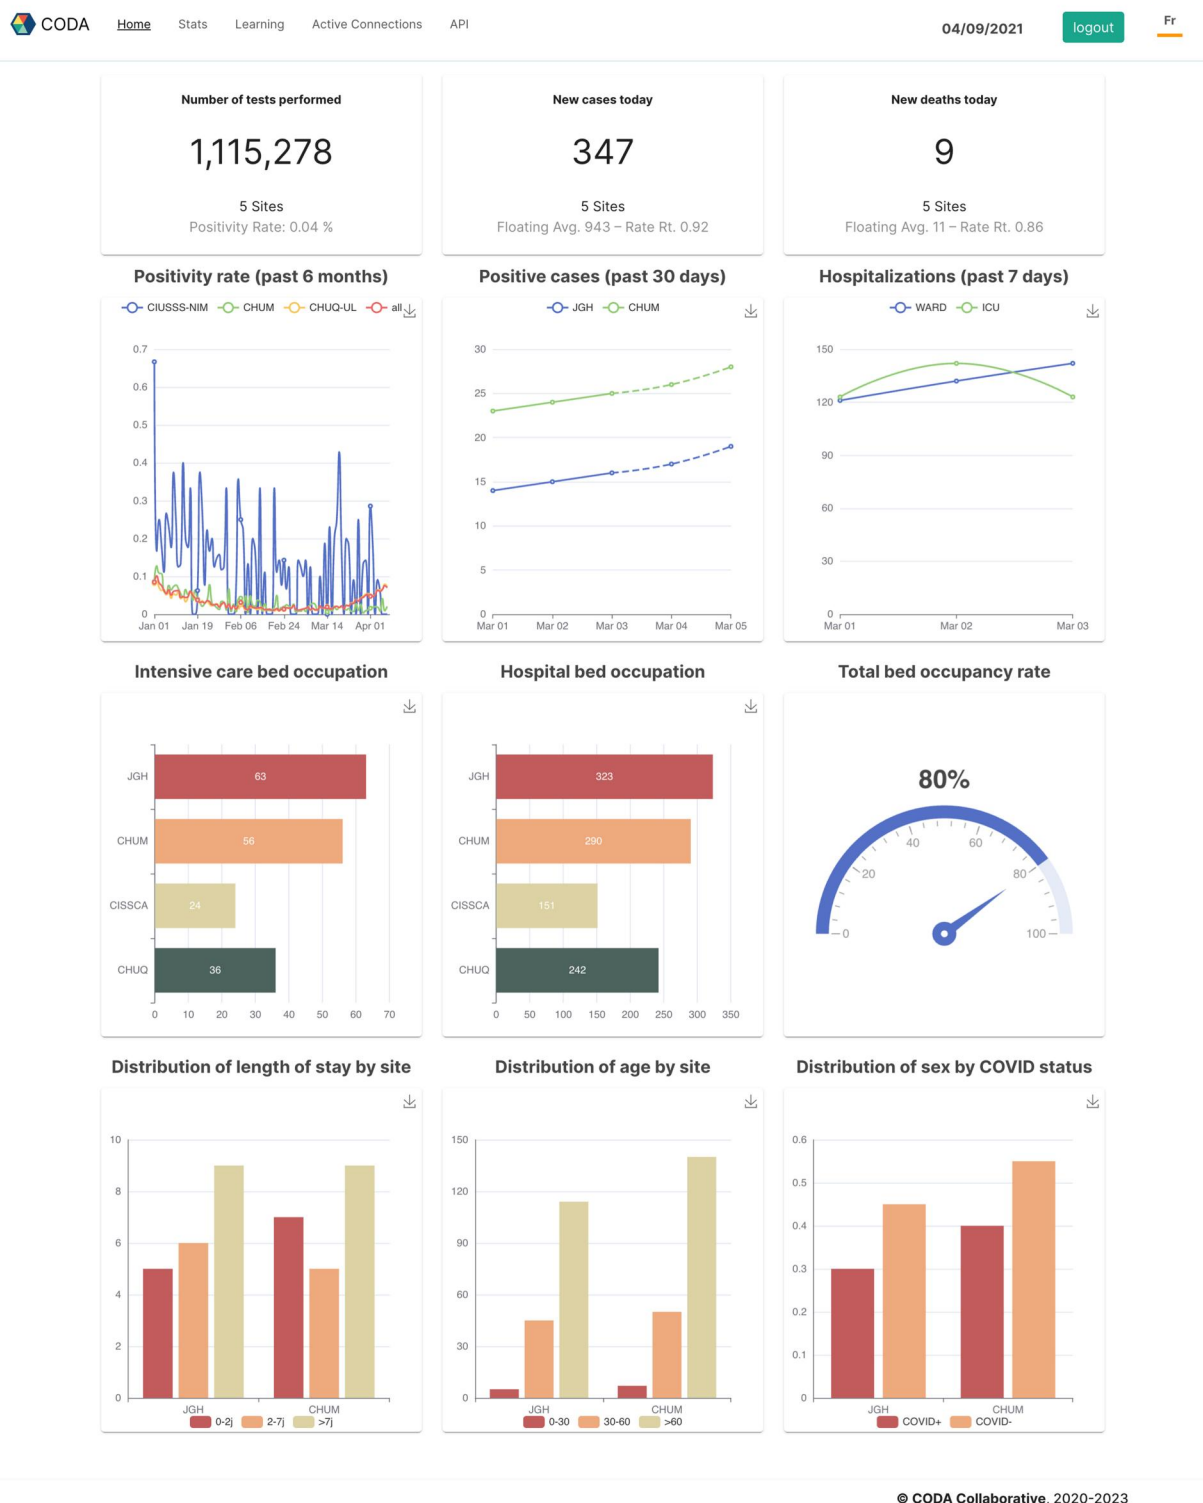 CODA Home Stats Learning Active Connections API 04/09/2021 logout Fr
Number of tests performed
1,115,278
5 Sites
Positivity Rate: 0.04 %
New cases today
347
5 Sites
Floating Avg. 943 – Rate Rt. 0.92
New deaths today
9
5 Sites
Floating Avg. 11 – Rate Rt. 0.86
Positivity rate (past 6 months)
CIUSSS-NIM CHUM CHUQ-UL all
0.7
0.6
0.5
0.4
0.3
0.2
0.1
0
Jan 01 Jan 19 Feb 06 Feb 24 Mar 14 Apr 01
Positive cases (past 30 days)
JGH CHUM
30
25
20
15
10
5
0
Mar 01 Mar 02 Mar 03 Mar 04 Mar 05
Hospitalizations (past 7 days)
WARD ICU
150
120
90
60
30
0
Mar 01 Mar 02 Mar 03
Intensive care bed occupation
JGH 63
CHUM 56
CISSCA 24
CHUQ 36
0 10 20 30 40 50 60 70
Hospital bed occupation
JGH 323
CHUM 290
CISSCA 151
CHUQ 242
0 50 100 150 200 250 300 350
Total bed occupancy rate
80%
40 60
20 80
0 100
Distribution of length of stay by site
10
8
6
4
2
0
JGH CHUM
0-2j 2-7j >7j
Distribution of age by site
150
120
90
60
30
0
JGH CHUM
0-30 30-60 >60
Distribution of sex by COVID status
0.6
0.5
0.4
0.3
0.2
0.1
0
JGH CHUM
COVID+ COVID-
© CODA Collaborative, 2020-2023